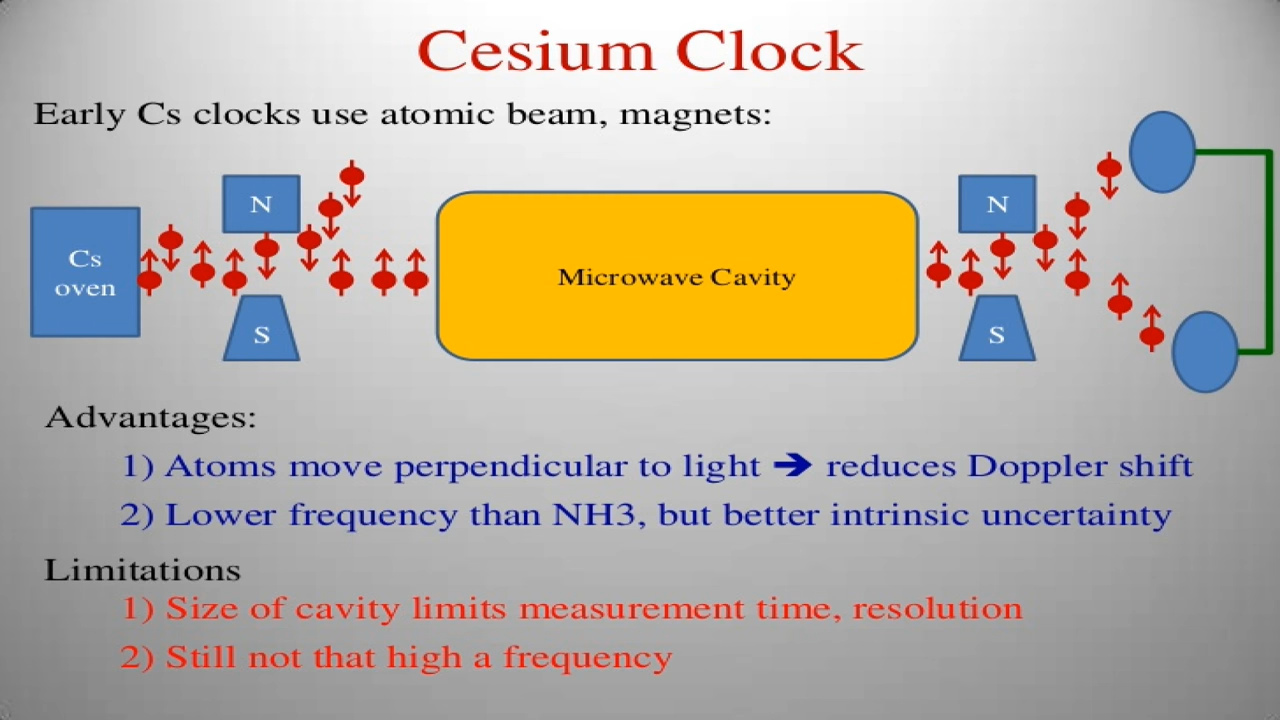 Cesium Clock
Early Cs clocks use atomic beam, magnets:
N
N
Cs
oven
Microwave Cavity
S
S
Advantages:
1) Atoms move perpendicular to light ➔ reduces Doppler shift
2) Lower frequency than NH3, but better intrinsic uncertainty
Limitations
1) Size of cavity limits measurement time, resolution
2) Still not that high a frequency